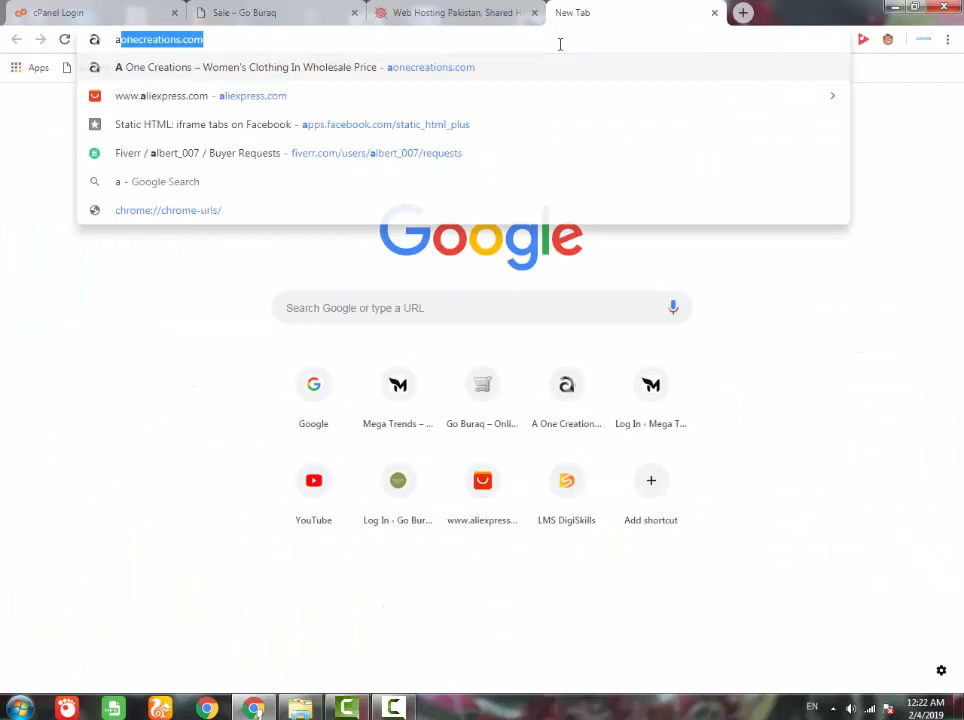 cPanel Login
Sale – Go Buraq
Web Hosting Pakistan, Shared H
New Tab
aonecreations.com
Apps
A One Creations – Women's Clothing In Wholesale Price - aonecreations.com
www.aliexpress.com - aliexpress.com
Static HTML: iframe tabs on Facebook - apps.facebook.com/static_html_plus
Fiverr / albert_007 / Buyer Requests - fiverr.com/users/albert_007/requests
a - Google Search
chrome://chrome-urls/
Google
Search Google or type a URL
Google
Mega Trends – ...
Go Buraq – Onli...
A One Creation...
Log In ‹ Mega T...
YouTube
Log In ‹ Go Bur...
www.aliexpress...
LMS DigiSkills
Add shortcut
EN
12:22 AM
2/4/2019